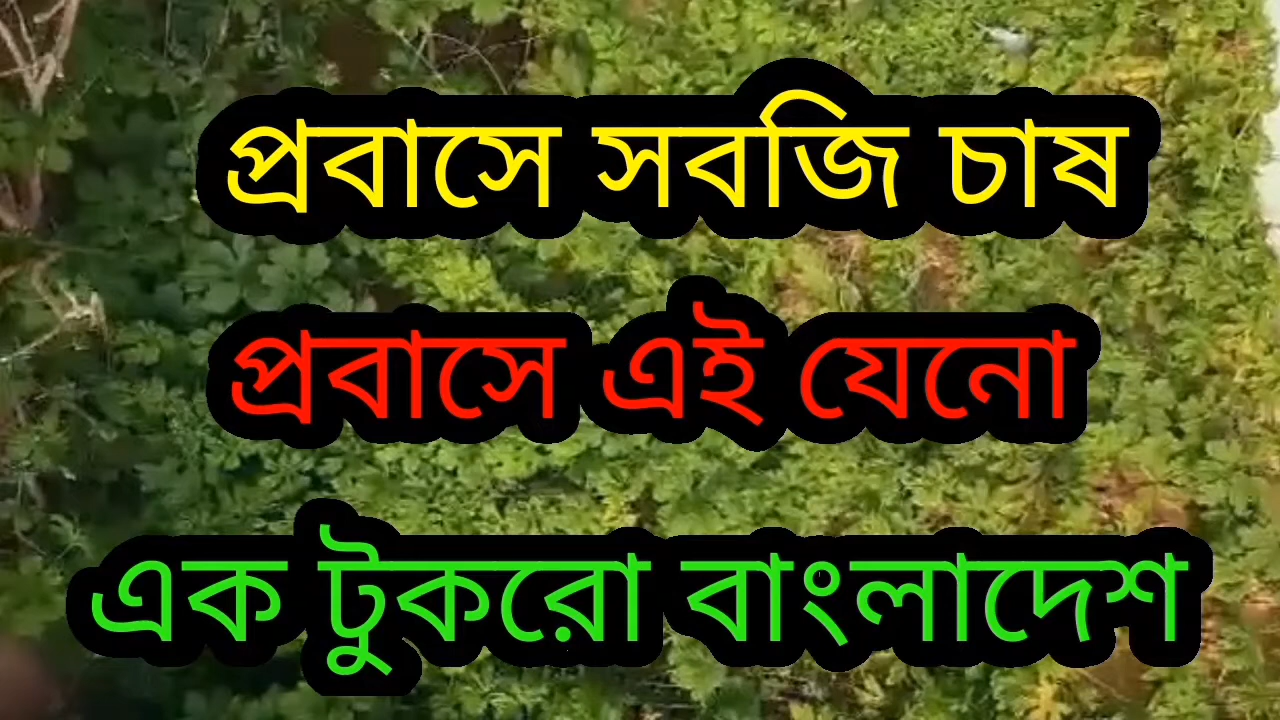 প্রবাসে সবজি চাষ
প্রবাসে এই যেনো
এক টুকরো বাংলাদেশ